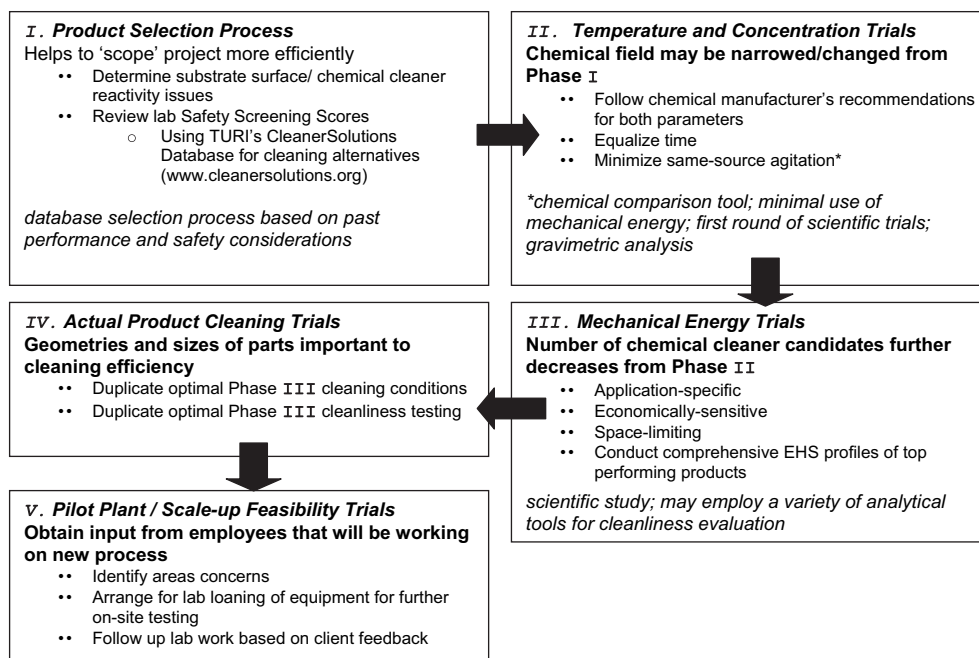 I. Product Selection Process
Helps to ‘scope’ project more efficiently
•• Determine substrate surface/ chemical cleaner
reactivity issues
•• Review lab Safety Screening Scores
○ Using TURI’s CleanerSolutions
Database for cleaning alternatives
(www.cleanersolutions.org)
database selection process based on past
performance and safety considerations
II. Temperature and Concentration Trials
Chemical field may be narrowed/changed from
Phase I
•• Follow chemical manufacturer’s recommendations
for both parameters
•• Equalize time
•• Minimize same-source agitation*
*chemical comparison tool; minimal use of
mechanical energy; first round of scientific trials;
gravimetric analysis
III. Mechanical Energy Trials
Number of chemical cleaner candidates further
decreases from Phase II
•• Application-specific
•• Economically-sensitive
•• Space-limiting
•• Conduct comprehensive EHS profiles of top
performing products
scientific study; may employ a variety of analytical
tools for cleanliness evaluation
IV. Actual Product Cleaning Trials
Geometries and sizes of parts important to
cleaning efficiency
•• Duplicate optimal Phase III cleaning conditions
•• Duplicate optimal Phase III cleanliness testing
V. Pilot Plant / Scale-up Feasibility Trials
Obtain input from employees that will be working
on new process
•• Identify areas concerns
•• Arrange for lab loaning of equipment for further
on-site testing
•• Follow up lab work based on client feedback